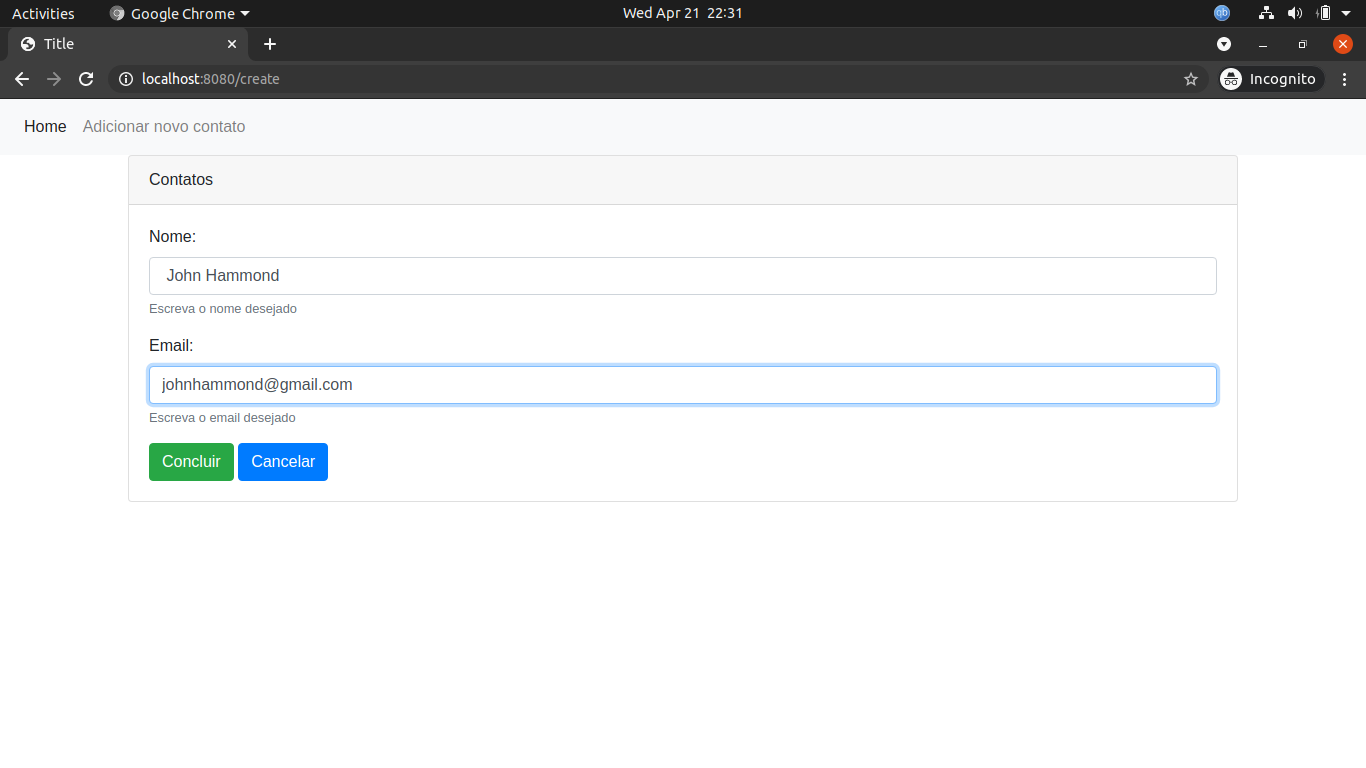 Activities Google Chrome Wed Apr 21 22:31 qb
Title
localhost:8080/create Incognito
Home Adicionar novo contato
Contatos
Nome:
John Hammond
Escreva o nome desejado
Email:
johnhammond@gmail.com
Escreva o email desejado
Concluir Cancelar